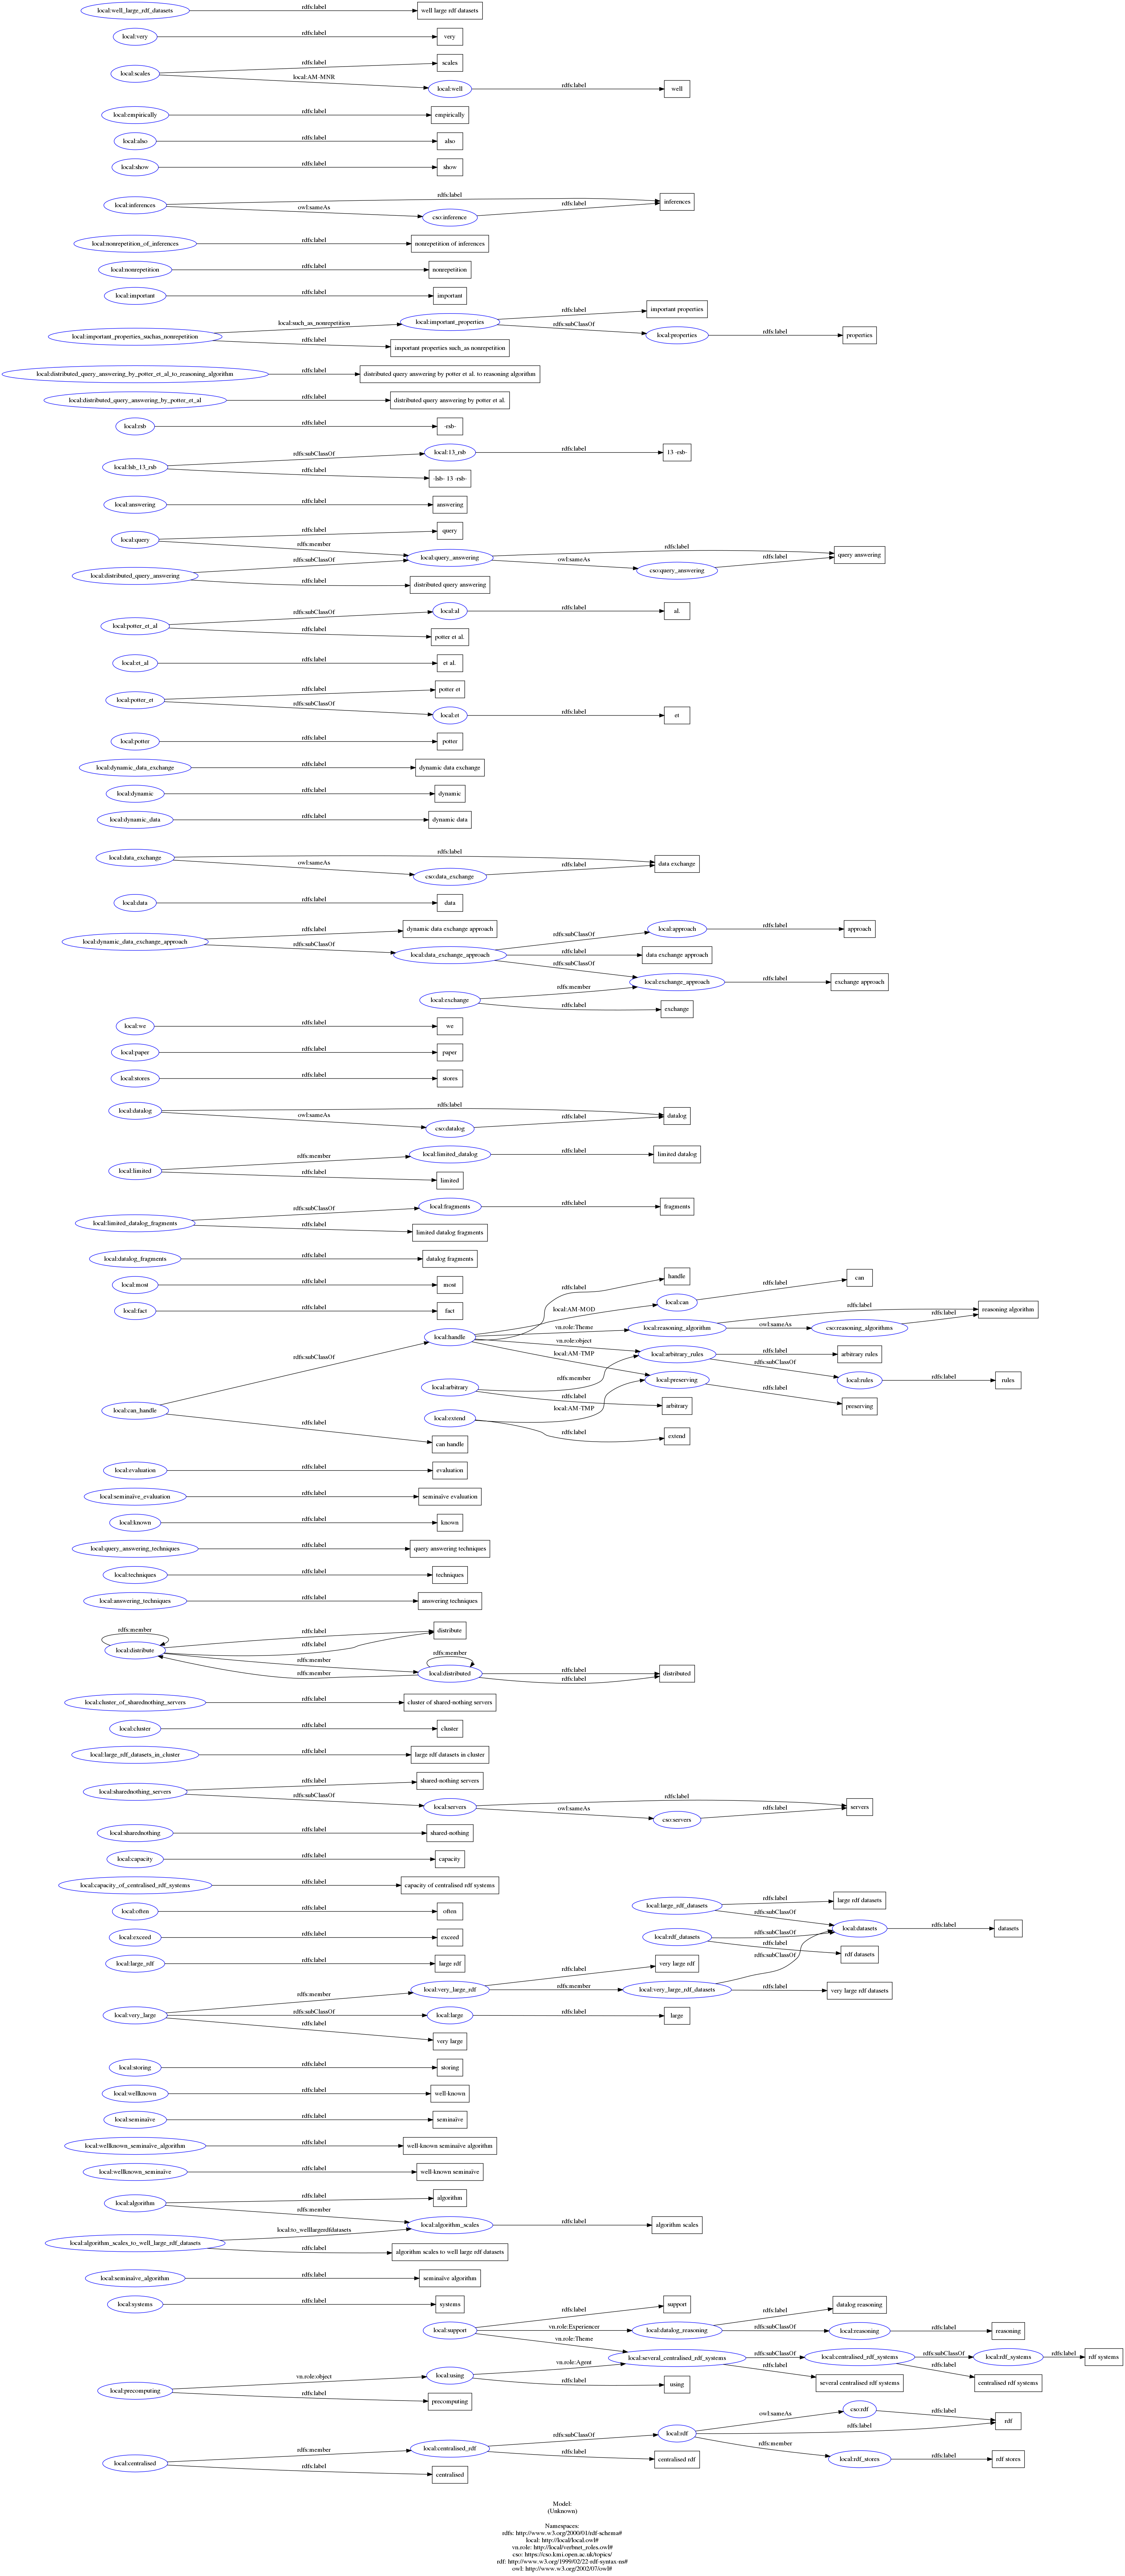 local:well_large_rdf_datasets rdfs:label well large rdf datasets
local:very rdfs:label very
local:scales rdfs:label scales
local:AM-MNR local:well rdfs:label well
local:empirically rdfs:label empirically
local:also rdfs:label also
local:show rdfs:label show
local:inferences rdfs:label inferences
owl:sameAs cso:inference rdfs:label
local:nonrepetition_of_inferences rdfs:label nonrepetition of inferences
local:nonrepetition rdfs:label nonrepetition
local:important rdfs:label important
local:important_properties_suchas_nonrepetition local:such_as_nonrepetition local:important_properties rdfs:label important properties
rdfs:subClassOf local:properties rdfs:label properties
rdfs:label important properties such_as nonrepetition
local:distributed_query_answering_by_potter_et_al_to_reasoning_algorithm rdfs:label distributed query answering by potter et al. to reasoning algorithm
local:distributed_query_answering_by_potter_et_al rdfs:label distributed query answering by potter et al.
local:rsb rdfs:label -rsb-
local:lsb_13_rsb rdfs:subClassOf local:13_rsb rdfs:label 13 -rsb-
rdfs:label -lsb- 13 -rsb-
local:answering rdfs:label answering
local:query rdfs:label query
rdfs:member local:query_answering rdfs:label query answering
owl:sameAs cso:query_answering rdfs:label
local:distributed_query_answering rdfs:subClassOf
rdfs:label distributed query answering
local:potter_et_al rdfs:subClassOf local:al rdfs:label al.
rdfs:label potter et al.
local:et_al rdfs:label et al.
local:potter_et rdfs:label potter et
rdfs:subClassOf local:et rdfs:label et
local:potter rdfs:label potter
local:dynamic_data_exchange rdfs:label dynamic data exchange
local:dynamic rdfs:label dynamic
local:dynamic_data rdfs:label dynamic data
local:data_exchange rdfs:label data exchange
owl:sameAs cso:data_exchange rdfs:label
local:data rdfs:label data
local:dynamic_data_exchange_approach rdfs:label dynamic data exchange approach
rdfs:subClassOf local:data_exchange_approach rdfs:subClassOf local:approach rdfs:label approach
rdfs:label data exchange approach
rdfs:subClassOf local:exchange_approach rdfs:label exchange approach
local:exchange rdfs:member
rdfs:label exchange
local:we rdfs:label we
local:paper rdfs:label paper
local:stores rdfs:label stores
local:datalog rdfs:label datalog
owl:sameAs cso:datalog rdfs:label
local:limited rdfs:member local:limited_datalog rdfs:label limited datalog
rdfs:label limited
local:limited_datalog_fragments rdfs:subClassOf local:fragments rdfs:label fragments
rdfs:label limited datalog fragments
local:datalog_fragments rdfs:label datalog fragments
local:most rdfs:label most
local:fact rdfs:label fact
local:can_handle rdfs:subClassOf local:handle rdfs:label handle
local:AM-MOD local:can rdfs:label can
vn.role:Theme local:reasoning_algorithm rdfs:label reasoning algorithm
owl:sameAs cso:reasoning_algorithms rdfs:label
vn.role:object local:arbitrary_rules rdfs:label arbitrary rules
rdfs:subClassOf local:rules rdfs:label rules
local:AM-TMP local:preserving rdfs:label preserving
local:arbitrary rdfs:member
rdfs:label arbitrary
local:extend local:AM-TMP
rdfs:label extend
rdfs:label can handle
local:evaluation rdfs:label evaluation
local:seminaïve_evaluation rdfs:label seminaïve evaluation
local:known rdfs:label known
local:query_answering_techniques rdfs:label query answering techniques
local:techniques rdfs:label techniques
local:answering_techniques rdfs:label answering techniques
rdfs:member local:distribute rdfs:label distribute
rdfs:label
rdfs:member rdfs:member local:distributed rdfs:label distributed
rdfs:member rdfs:label
local:cluster_of_sharednothing_servers rdfs:label cluster of shared-nothing servers
local:cluster rdfs:label cluster
local:large_rdf_datasets_in_cluster rdfs:label large rdf datasets in cluster
local:sharednothing_servers rdfs:label shared-nothing servers
rdfs:subClassOf local:servers rdfs:label servers
owl:sameAs cso:servers rdfs:label
local:sharednothing rdfs:label shared-nothing
local:capacity rdfs:label capacity
local:capacity_of_centralised_rdf_systems rdfs:label capacity of centralised rdf systems
local:often rdfs:label often
local:large_rdf_datasets rdfs:label large rdf datasets
rdfs:subClassOf local:datasets rdfs:label datasets
local:exceed rdfs:label exceed
local:rdf_datasets rdfs:subClassOf
rdfs:label rdf datasets
local:large_rdf rdfs:label large rdf
local:very_large rdfs:member local:very_large_rdf rdfs:label very large rdf
rdfs:member local:very_large_rdf_datasets rdfs:subClassOf
rdfs:label very large rdf datasets
rdfs:subClassOf local:large rdfs:label large
rdfs:label very large
local:storing rdfs:label storing
local:wellknown rdfs:label well-known
local:seminaïve rdfs:label seminaïve
local:wellknown_seminaïve_algorithm rdfs:label well-known seminaïve algorithm
local:wellknown_seminaïve rdfs:label well-known seminaïve
local:algorithm rdfs:label algorithm
rdfs:member local:algorithm_scales rdfs:label algorithm scales
local:algorithm_scales_to_well_large_rdf_datasets local:to_welllargerdfdatasets
rdfs:label algorithm scales to well large rdf datasets
local:seminaïve_algorithm rdfs:label seminaïve algorithm
local:systems rdfs:label systems
local:support rdfs:label support
vn.role:Experiencer local:datalog_reasoning rdfs:label datalog reasoning
rdfs:subClassOf local:reasoning rdfs:label reasoning
vn.role:Theme local:several_centralised_rdf_systems rdfs:subClassOf local:centralised_rdf_systems rdfs:subClassOf local:rdf_systems rdfs:label rdf systems
rdfs:label several centralised rdf systems
rdfs:label centralised rdf systems
local:precomputing vn.role:object local:using vn.role:Agent
rdfs:label using
rdfs:label precomputing
local:centralised rdfs:member local:centralised_rdf rdfs:subClassOf local:rdf owl:sameAs cso:rdf rdfs:label rdf
rdfs:label
rdfs:member local:rdf_stores rdfs:label rdf stores
rdfs:label centralised rdf
rdfs:label centralised
Model:
(Unknown)
Namespaces:
rdfs: http://www.w3.org/2000/01/rdf-schema#
local: http://local/local.owl#
vn.role: http://local/verbnet_roles.owl#
cso: https://cso.kmi.open.ac.uk/topics/
rdf: http://www.w3.org/1999/02/22-rdf-syntax-ns#
owl: http://www.w3.org/2002/07/owl#